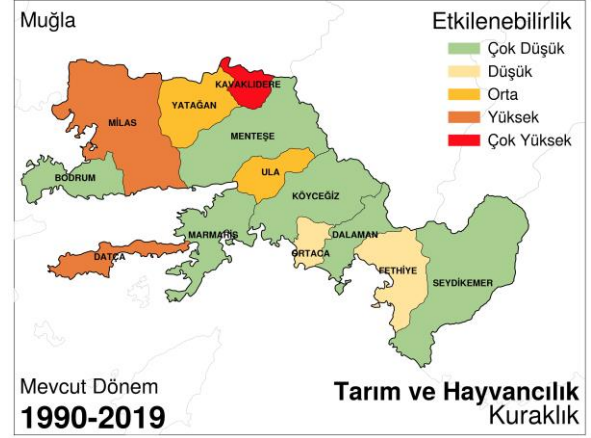 Muğla
Etkilenebilirlik
Çok Düşük
Düşük
Orta
Yüksek
Çok Yüksek
KAVAKLIDERE
YATAĞAN
MİLAS
MENTEŞE
ULA
BODRUM
KÖYCEĞİZ
MARMARİS
DALAMAN
DATÇA
ORTACA
FETHİYE
SEYDİKEMER
Mevcut Dönem
1990-2019
Tarım ve Hayvancılık
Kuraklık